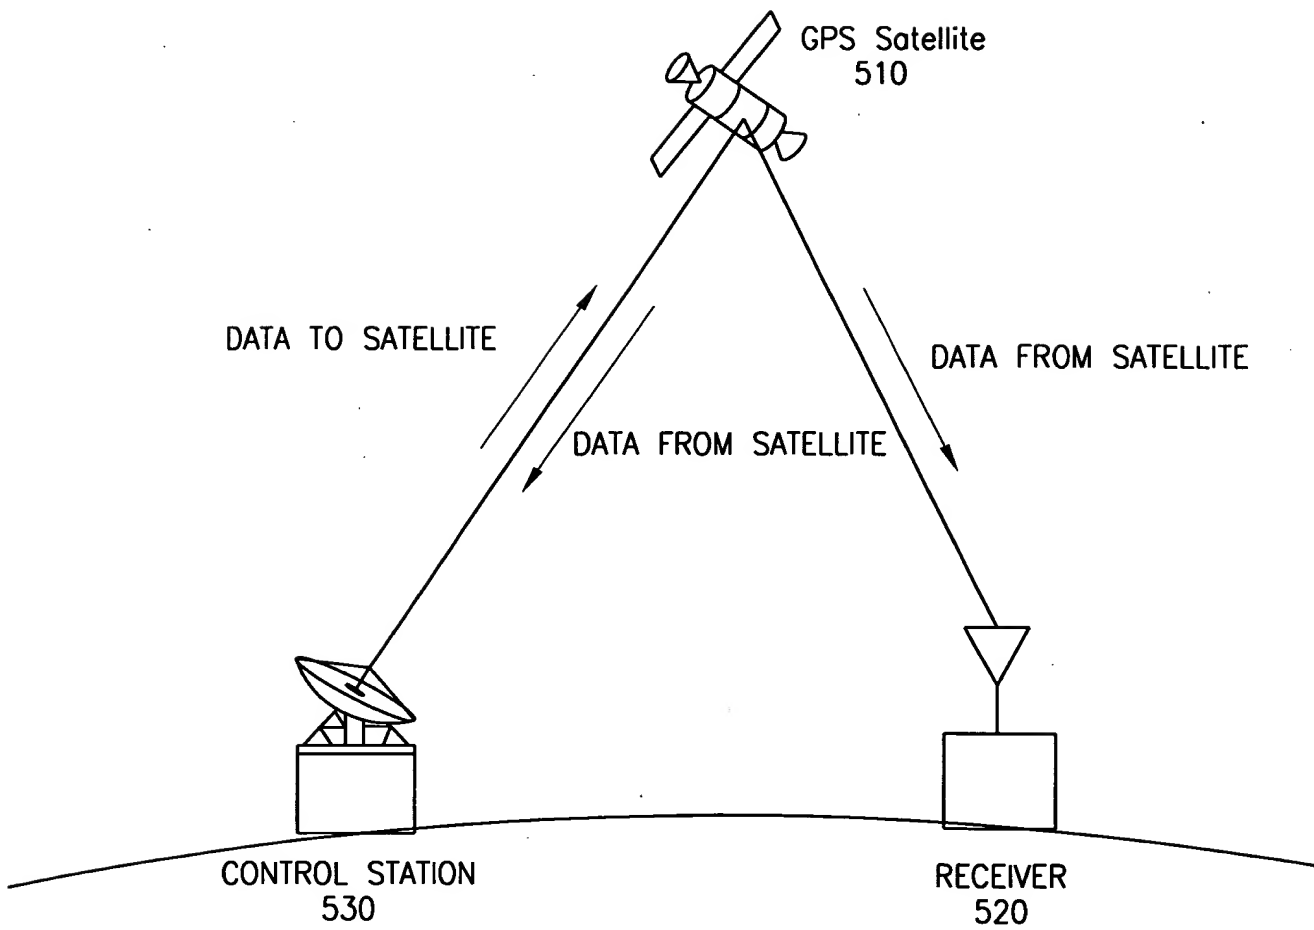 GPS Satellite
510
DATA TO SATELLITE
DATA FROM SATELLITE
DATA FROM SATELLITE
CONTROL STATION
530
RECEIVER
520